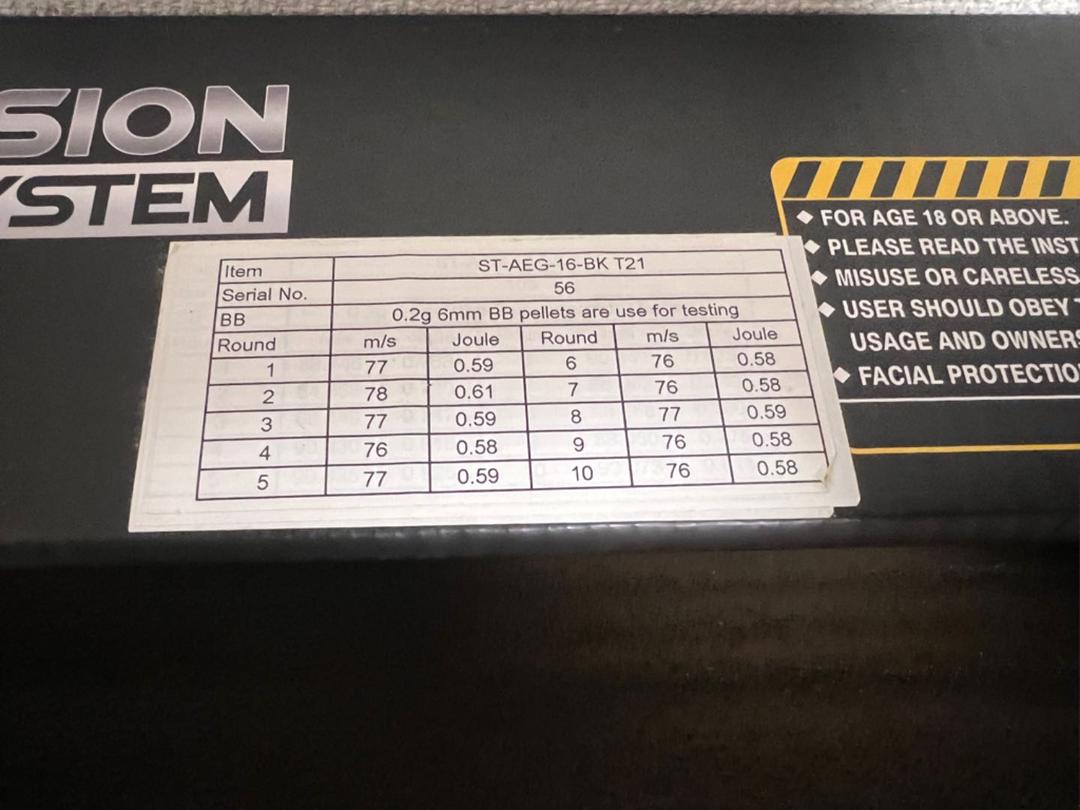 SION
YSTEM
Item ST-AEG-16-BK T21
Serial No. 56
BB 0.2g 6mm BB pellets are use for testing
Round m/s Joule Round m/s Joule
1 77 0.59 6 76 0.58
2 78 0.61 7 76 0.58
3 77 0.59 8 77 0.59
4 76 0.58 9 76 0.58
5 77 0.59 10 76 0.58
FOR AGE 18 OR ABOVE.
PLEASE READ THE INST
MISUSE OR CARELESS
USER SHOULD OBEY
USAGE AND OWNERS
FACIAL PROTECTIO